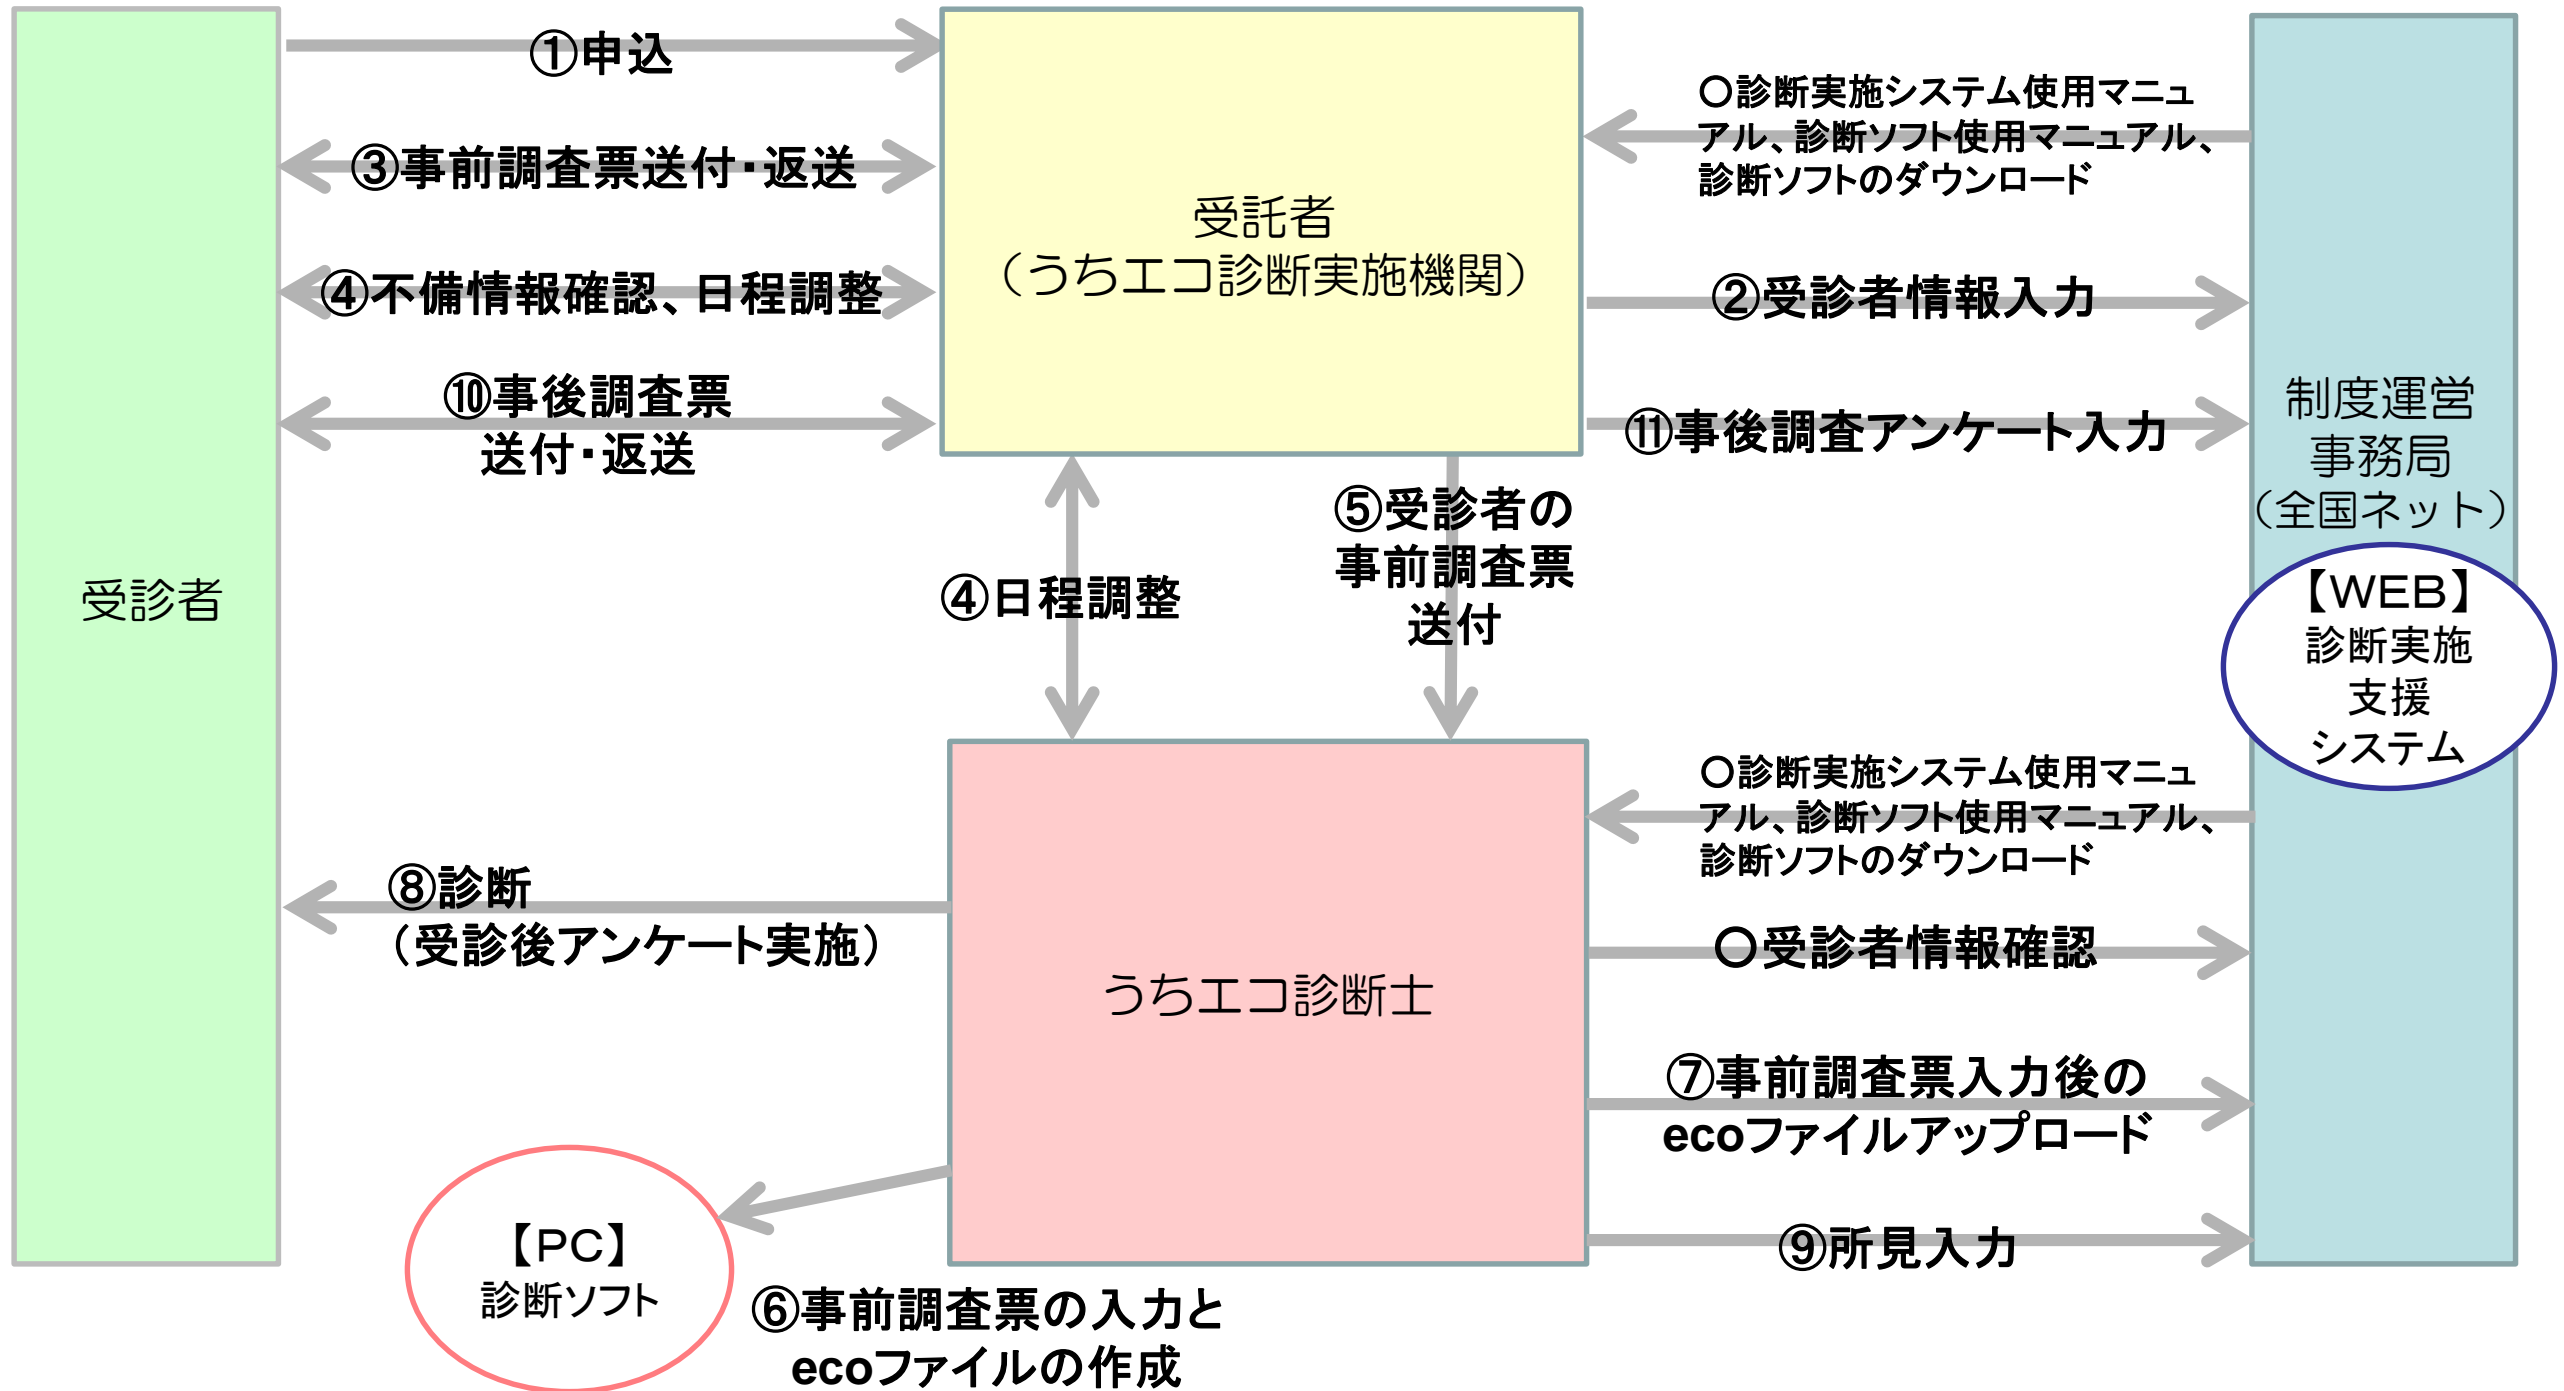 ①申込
③事前調査票送付・返送
④不備情報確認、日程調整
⑩事後調査票
送付・返送
受診者
受託者
（うちエコ診断実施機関）
〇診断実施システム使用マニュ
アル、診断ソフト使用マニュアル、
診断ソフトのダウンロード
②受診者情報入力
⑪事後調査アンケート入力
制度運営
事務局
（全国ネット）
【WEB】
診断実施
支援
システム
④日程調整
⑤受診者の
事前調査票
送付
〇診断実施システム使用マニュ
アル、診断ソフト使用マニュアル、
診断ソフトのダウンロード
⑧診断
（受診後アンケート実施）
うちエコ診断士
〇受診者情報確認
⑦事前調査票入力後の
ecoファイルアップロード
⑨所見入力
【PC】
診断ソフト
⑥事前調査票の入力と
ecoファイルの作成